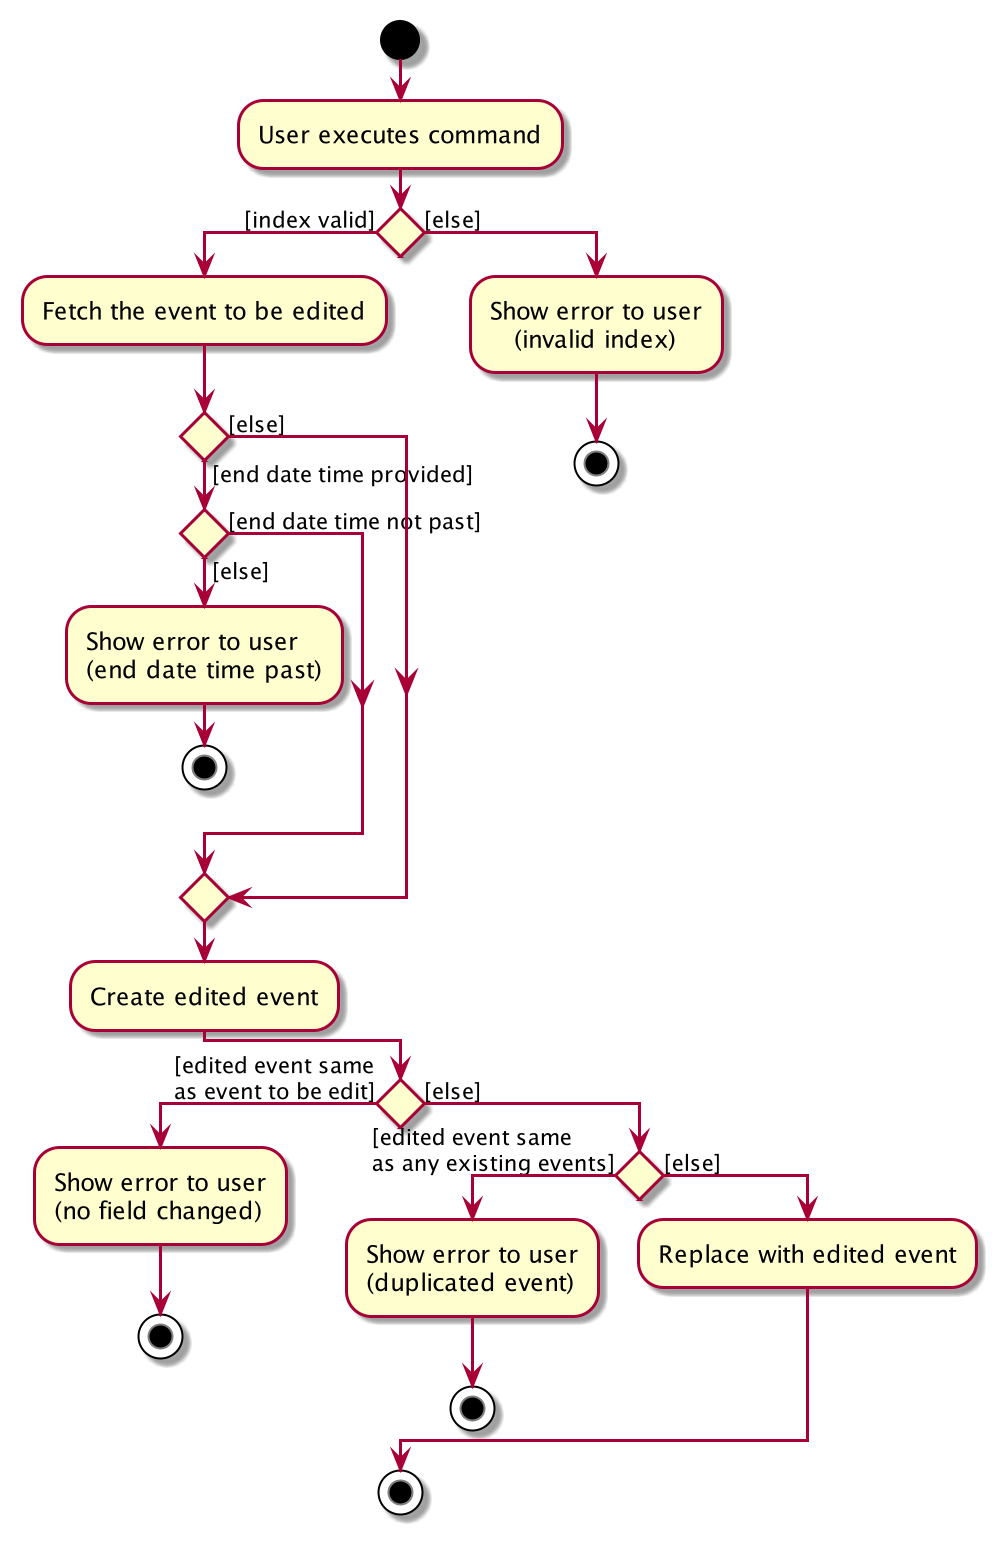 User executes command
[index valid]
[else]
Fetch the event to be edited
Show error to user
(invalid index)
[else]
[end date time provided]
[end date time not past]
[else]
Show error to user
(end date time past)
Create edited event
[edited event same
as event to be edit]
[else]
[edited event same
as any existing events]
[else]
Show error to user
(no field changed)
Show error to user
(duplicated event)
Replace with edited event